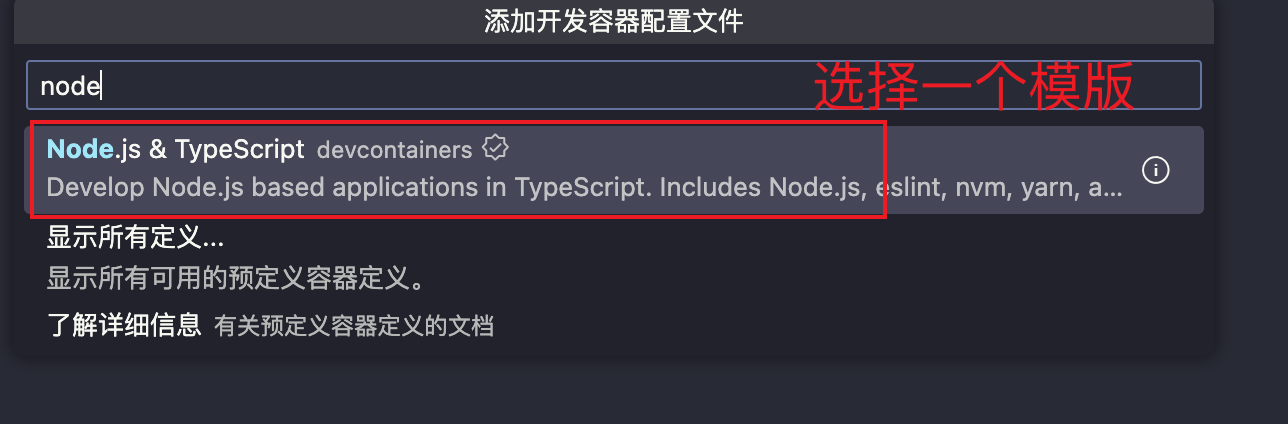 添加开发容器配置文件
node
选择一个模版
Node.js & TypeScript devcontainers
Develop Node.js based applications in TypeScript. Includes Node.js, eslint, nvm, yarn, a...
显示所有定义...
显示所有可用的预定义容器定义。
了解详细信息 有关预定义容器定义的文档